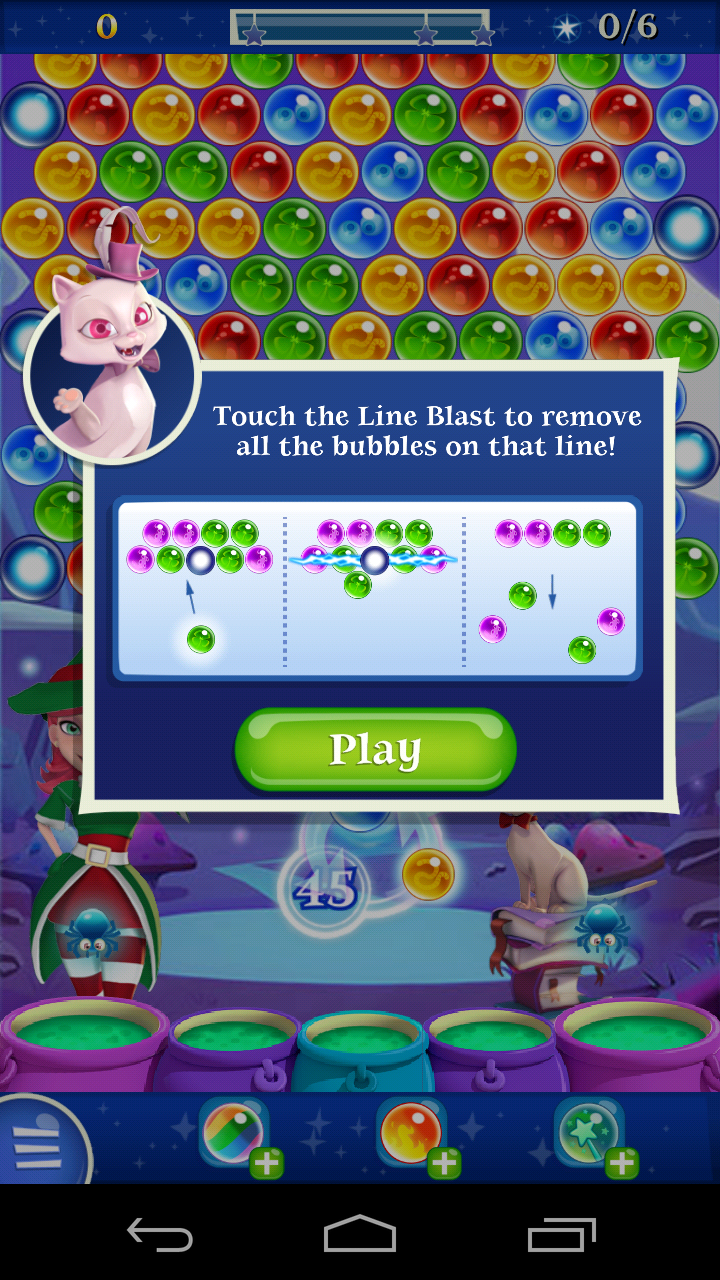 0
0/6
Touch the Line Blast to remove
all the bubbles on that line!
Play
45